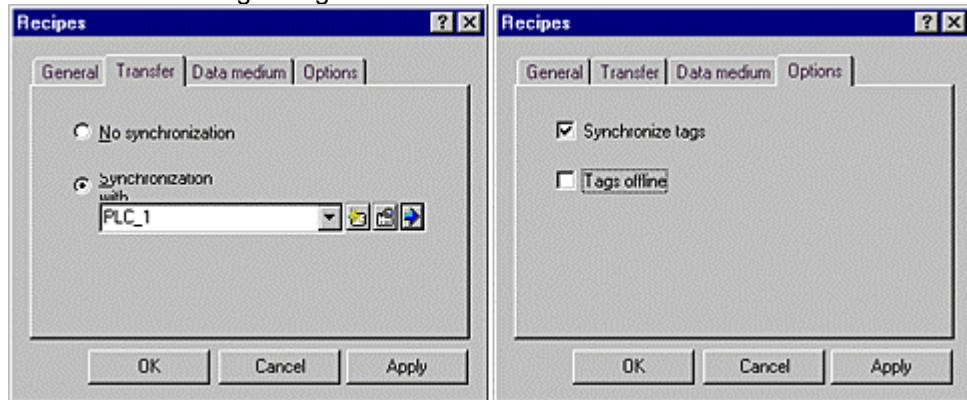 Recipes
General Transfer Data medium Options
No synchronization
Synchronization
with
PLC_1
OK Cancel Apply
Recipes
General Transfer Data medium Options
Synchronize tags
Tags offline
OK Cancel Apply